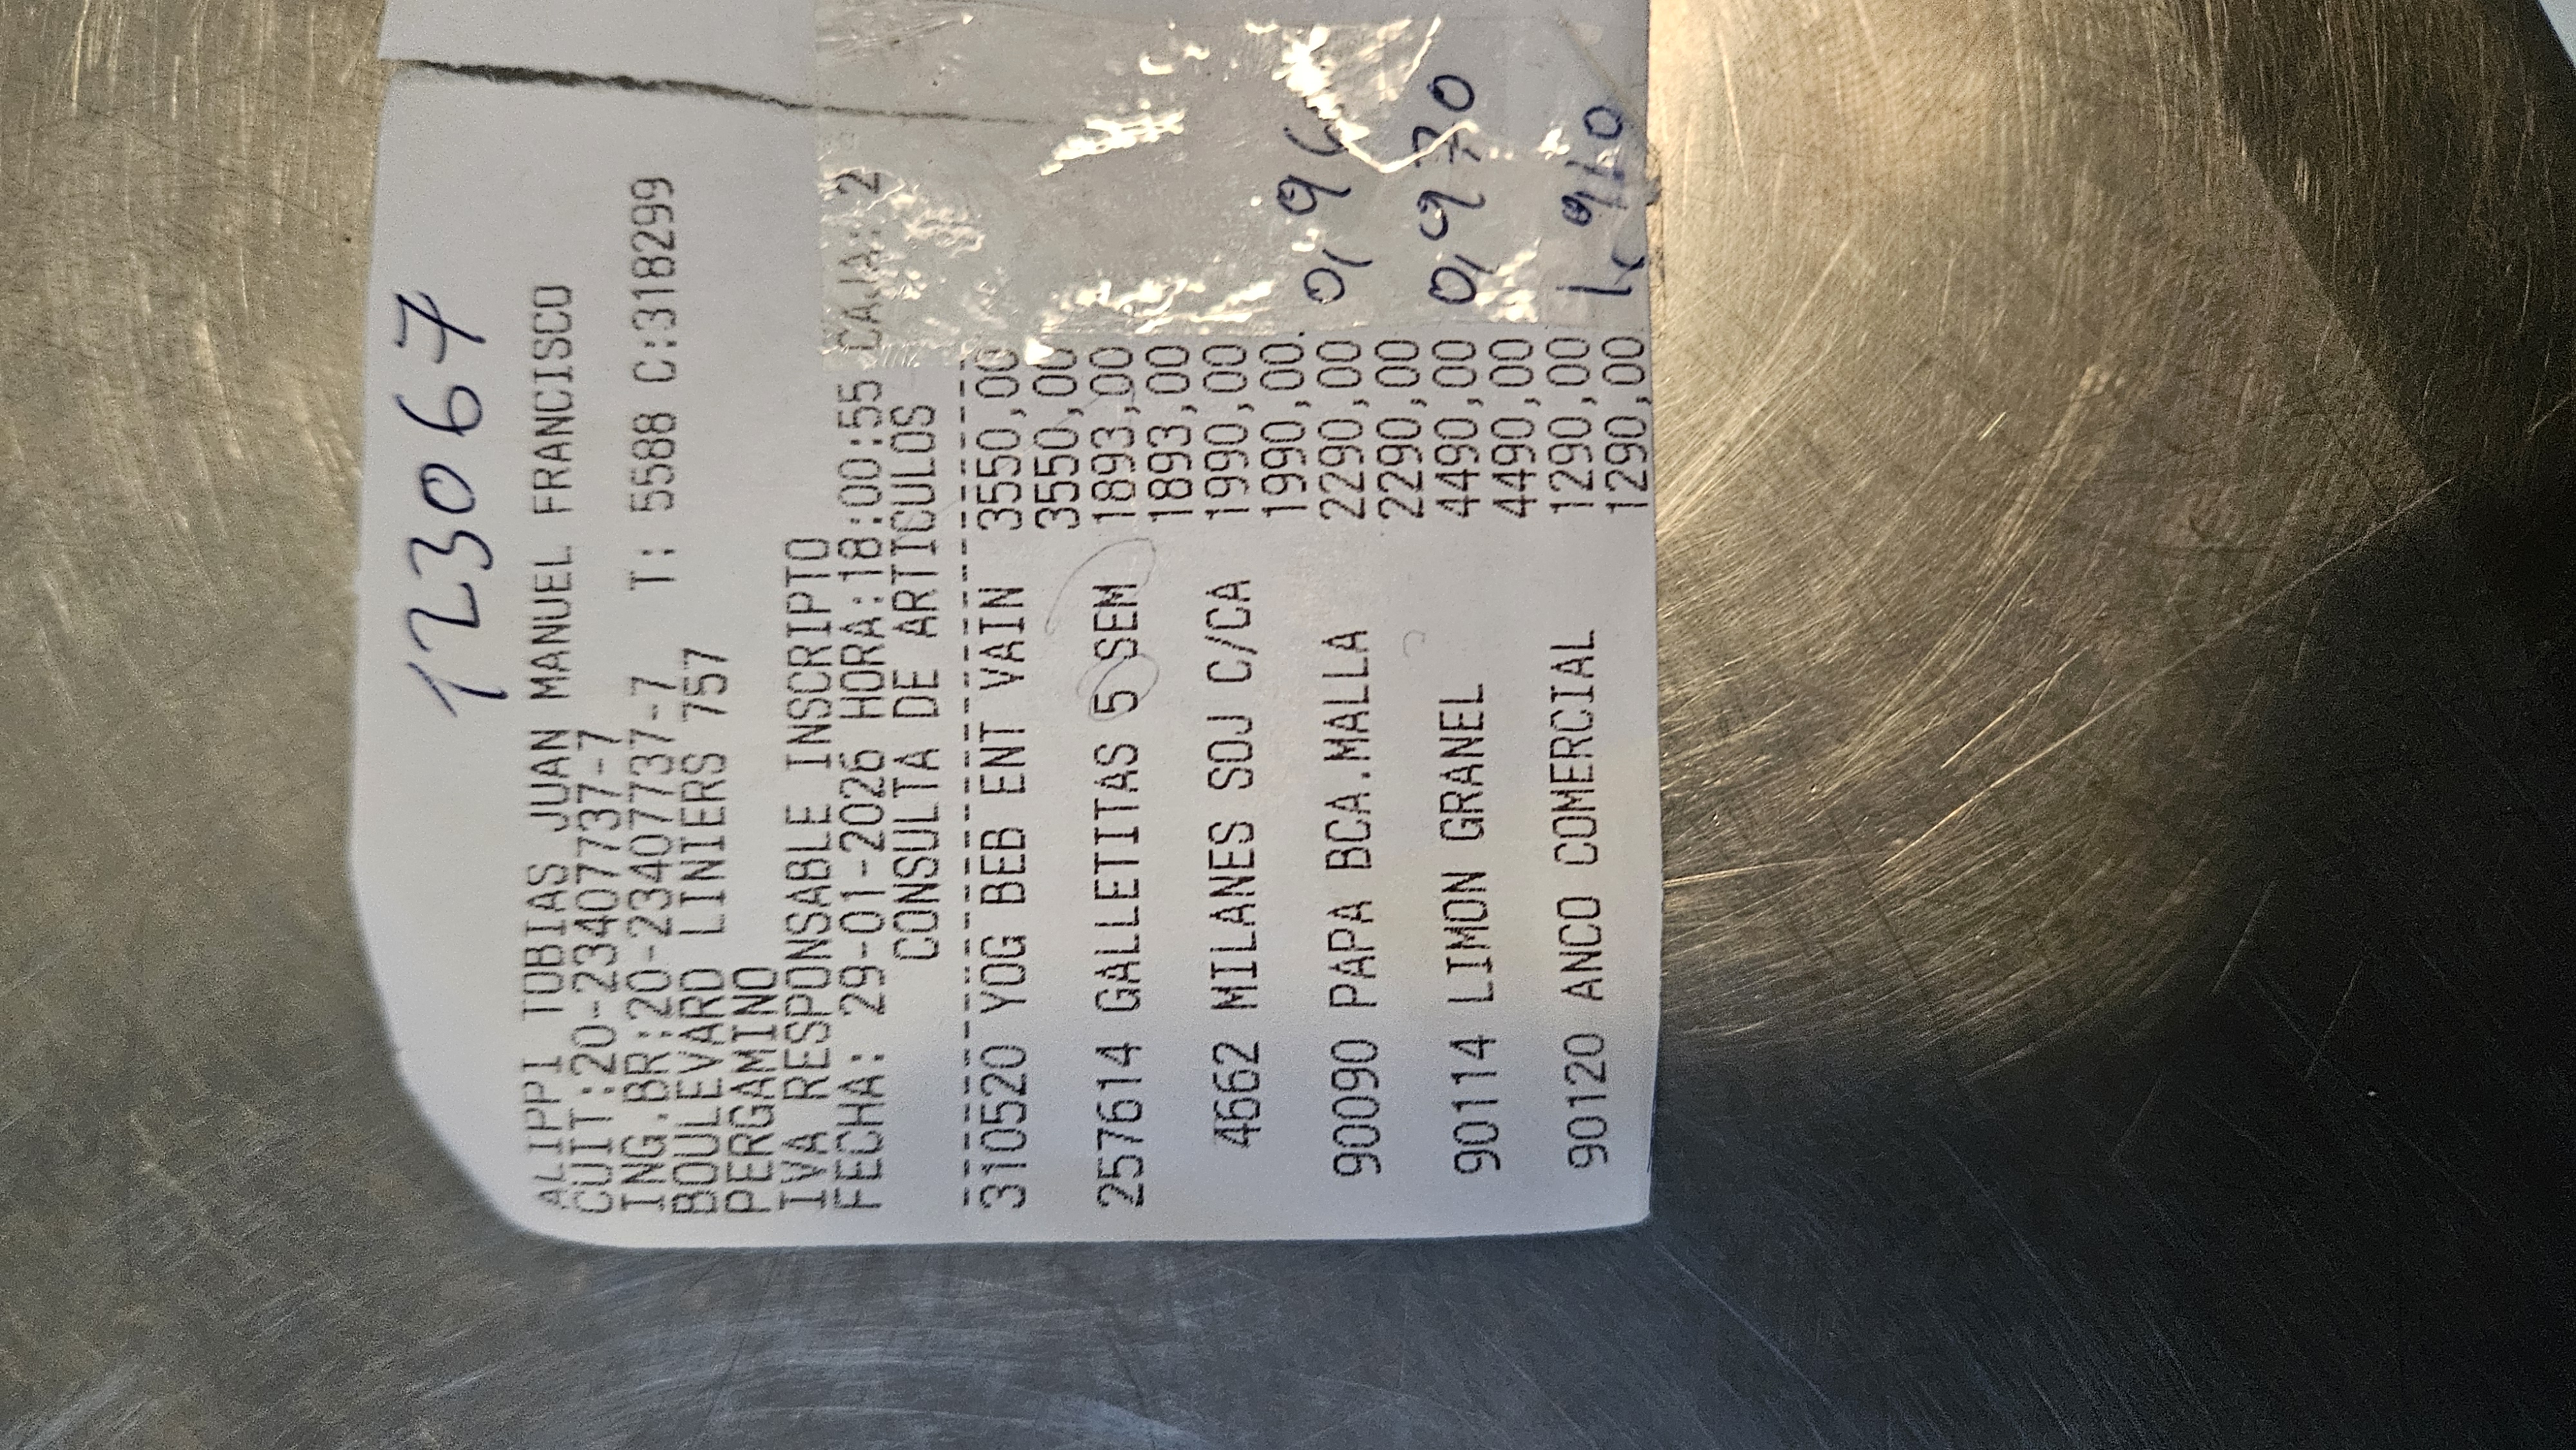 123067
ALIPPI TOBIAS JUAN MANUEL FRANCISCO
CUIT:20-23407737-7
ING.BR:20-23407737-7 T: 5588 C:318299
BOULEVARD LINIERS 757
PERGAMINO
IVA RESPONSABLE INSCRIPTO
FECHA: 29-01-2026 HORA:18:00:55 CAJA: 2
CONSULTA DE ARTICULOS
310520 YOG BEB ENT VAIN 3550,00
3550,00
257614 GALLETITAS 5 SEM 1893,00
1893,00
4662 MILANES SOJ C/CA 1990,00
1990,00
90090 PAPA BCA.MALLA 2290,00
2290,00
90114 LIMON GRANEL 4490,00 0,970
4490,00
90120 ANCO COMERCIAL 1290,00
1290,00